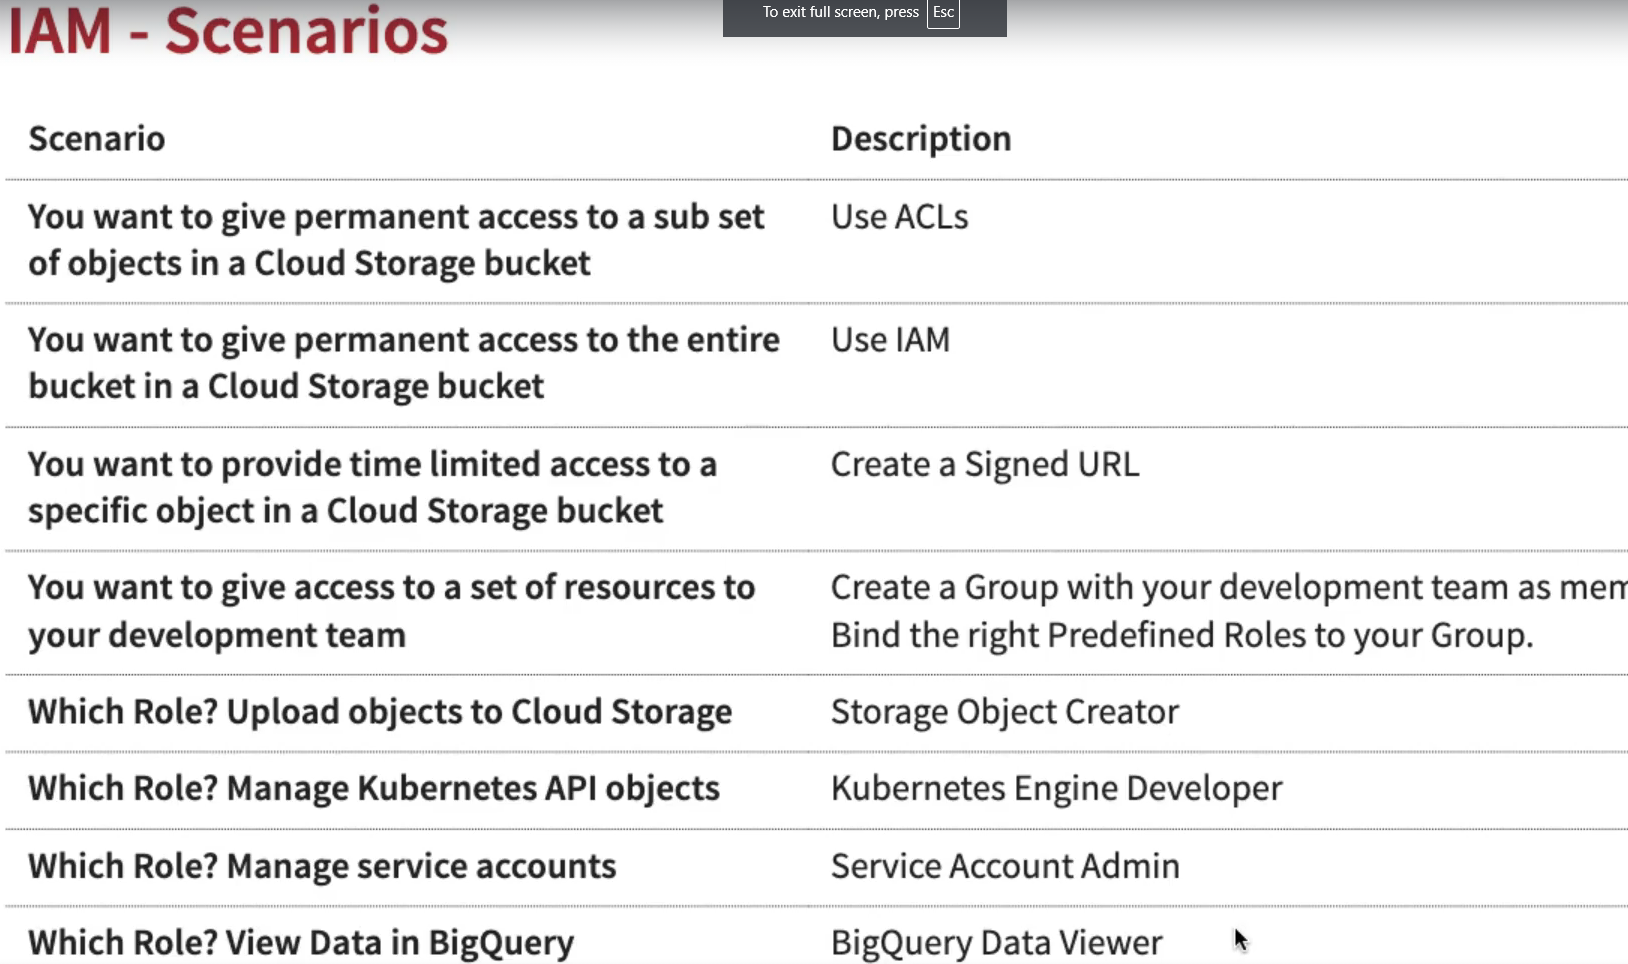 To exit full screen, press Esc
IAM - Scenarios
Scenario Description
You want to give permanent access to a sub set Use ACLs
of objects in a Cloud Storage bucket
You want to give permanent access to the entire Use IAM
bucket in a Cloud Storage bucket
You want to provide time limited access to a Create a Signed URL
specific object in a Cloud Storage bucket
You want to give access to a set of resources to Create a Group with your development team as
your development team Bind the right Predefined Roles to your Group.
Which Role? Upload objects to Cloud Storage Storage Object Creator
Which Role? Manage Kubernetes API objects Kubernetes Engine Developer
Which Role? Manage service accounts Service Account Admin
Which Role? View Data in BigQuery BigQuery Data Viewer